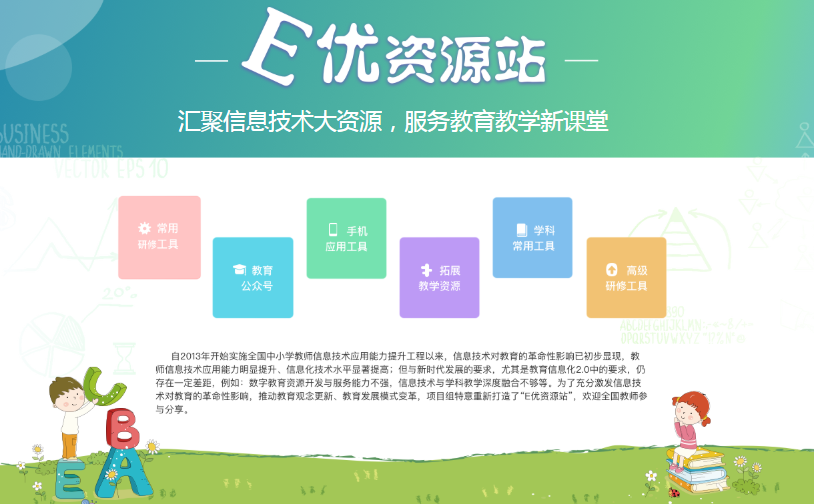 E优资源站
汇聚信息技术大资源，服务教育教学新课堂
BUSINESS
HAND-DRAWN ELEMENTS
VECTOR EPS 10
常用
研修工具
教育
公众号
手机
应用工具
拓展
教学资源
学科
常用工具
高级
研修工具
20%
自2013年开始实施全国中小学教师信息技术应用能力提升工程以来，信息技术对教育的革命性影响已初步显现，教
师信息技术应用能力明显提升、信息化技术水平显著提高；但与新时代发展的要求、尤其是教育信息化2.0中的要求，仍
存在一定差距，例如：数字教育资源开发与服务能力不强，信息技术与学科教学深度融合不够等。为了充分激发信息技
术对教育的革命性影响，推动教育观念更新、教育发展模式变革，项目组特意重新打造了“E优资源站”，欢迎全国教师参
与分享。
C
B
E
A